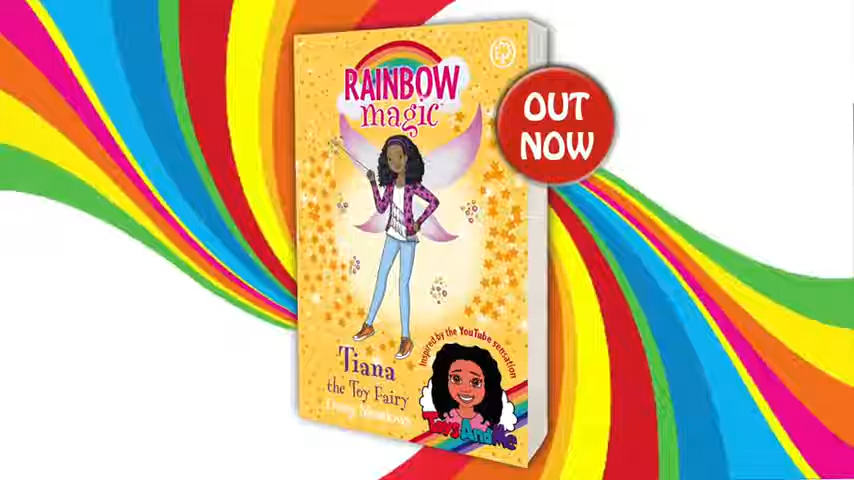 RAINBOW
magic
OUT
NOW
Inspired by the YouTube sensation
Tiana
the Toy Fairy
Daisy Meadows
ToysAndMe